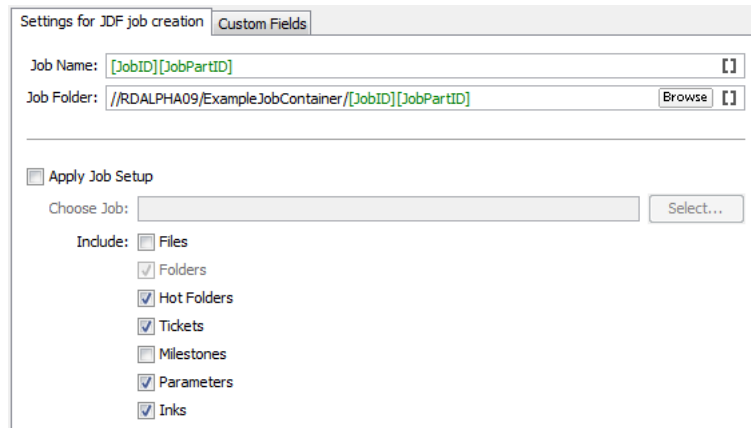 Settings for JDF job creation Custom Fields
Job Name: [JobID][JobPartID] []
Job Folder: //RDALPHA09/ExampleJobContainer/[JobID][JobPartID] Browse []
Apply Job Setup
Choose Job: Select...
Include: Files
Folders
Hot Folders
Tickets
Milestones
Parameters
Inks